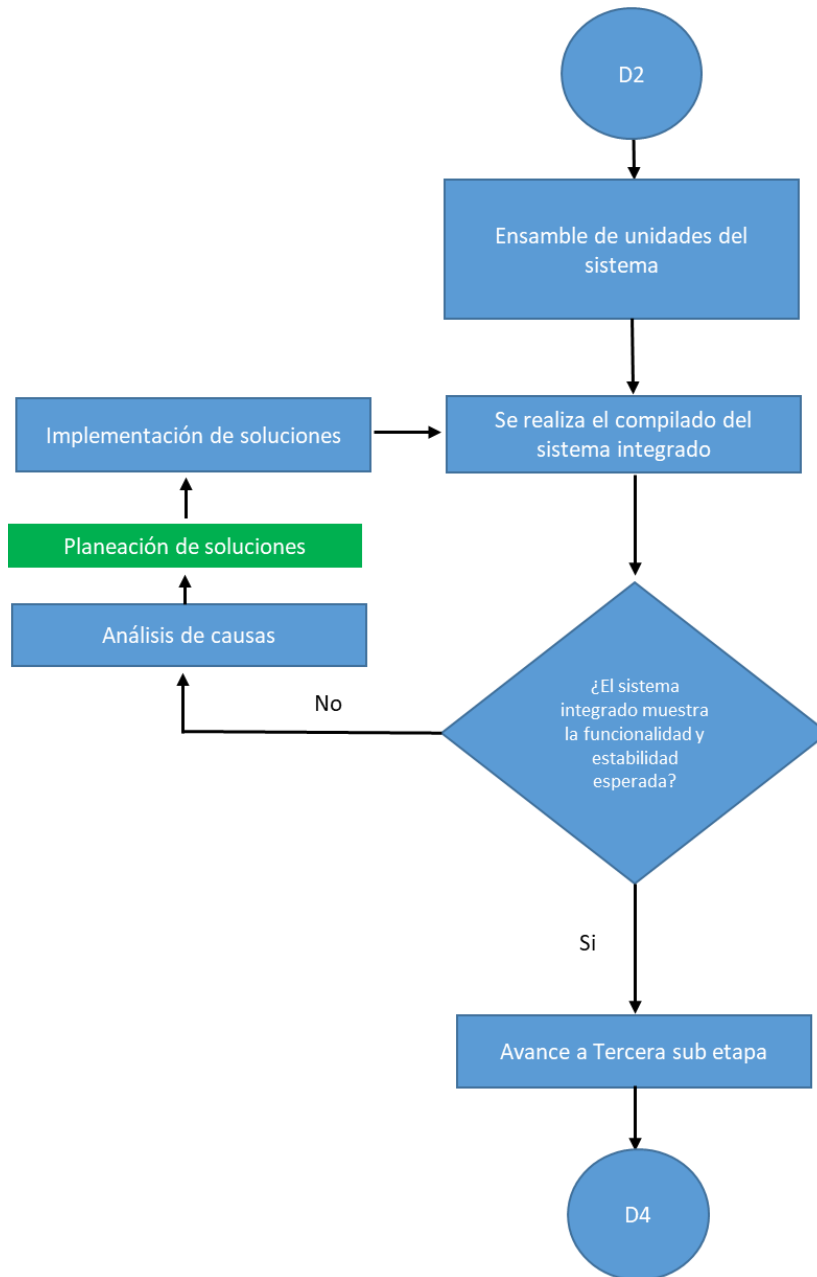 D2
Ensamble de unidades del
sistema
Implementación de soluciones
Se realiza el compilado del
sistema integrado
Planeación de soluciones
Análisis de causas
No
¿El sistema
integrado muestra
la funcionalidad y
estabilidad
esperada?
Si
Avance a Tercera sub etapa
D4